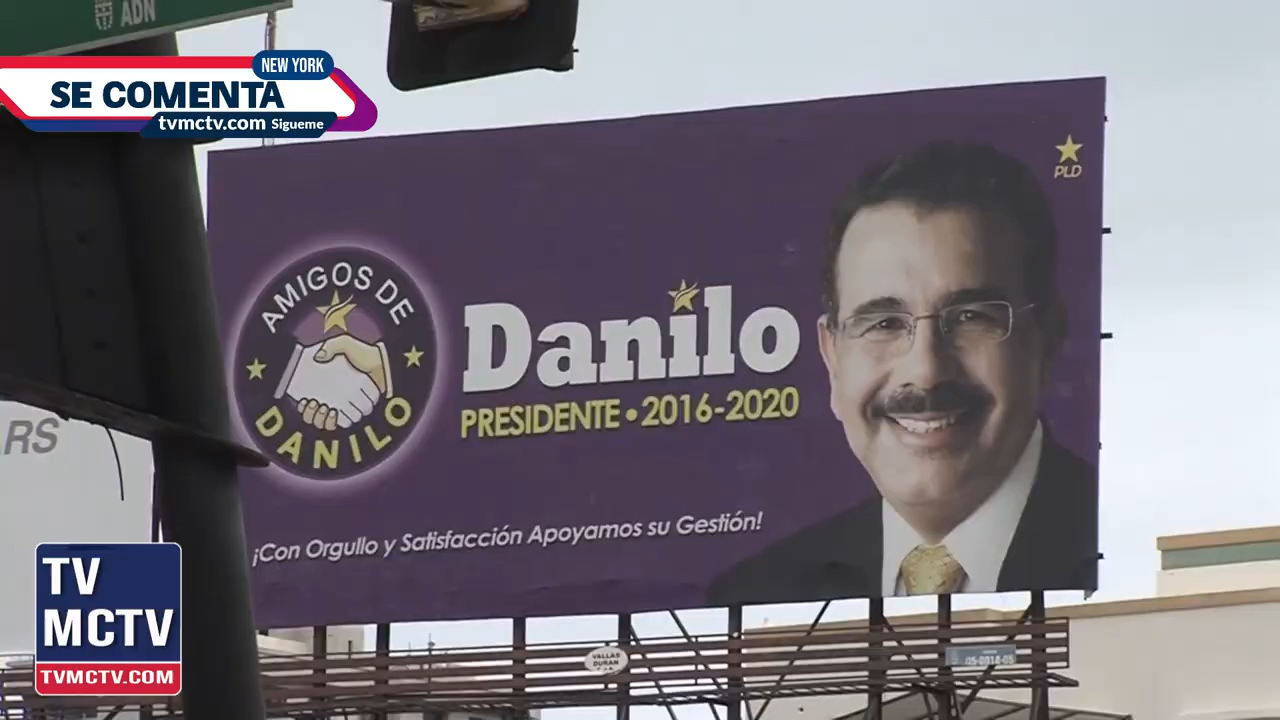 ADN
NEW YORK
SE COMENTA
tvmctv.com Sigueme
PLD
AMIGOS DE
DANILO
Danilo
PRESIDENTE • 2016-2020
¡Con Orgullo y Satisfacción Apoyamos su Gestión!
ARS
TV
MCTV
TVMCTV.COM
VALLAS
DURAN